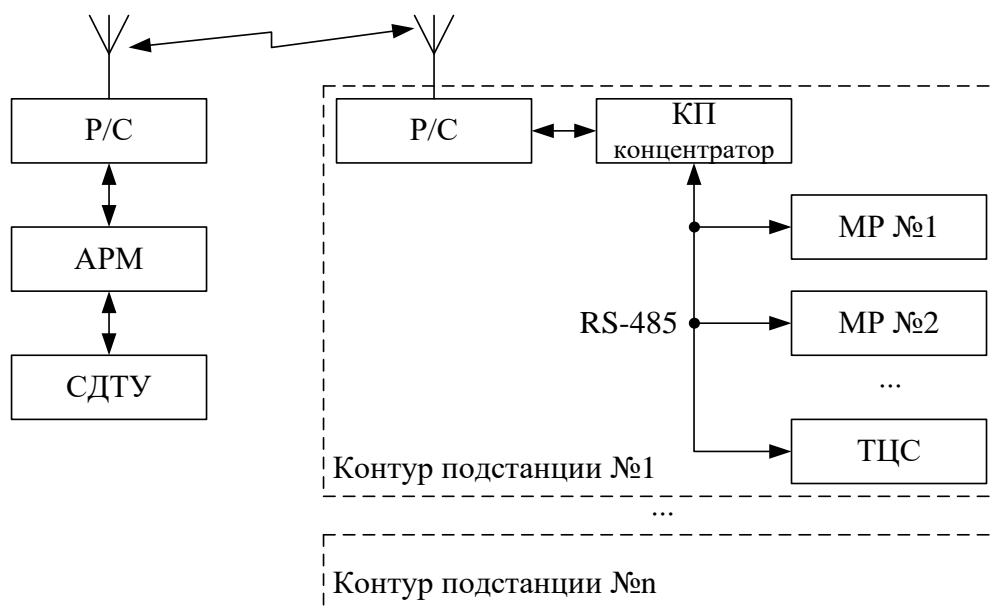 Р/С
АРМ
СДТУ
Р/С
КП
концентратор
МР №1
RS-485
МР №2
...
ТЦС
Контур подстанции №1
...
Контур подстанции №n